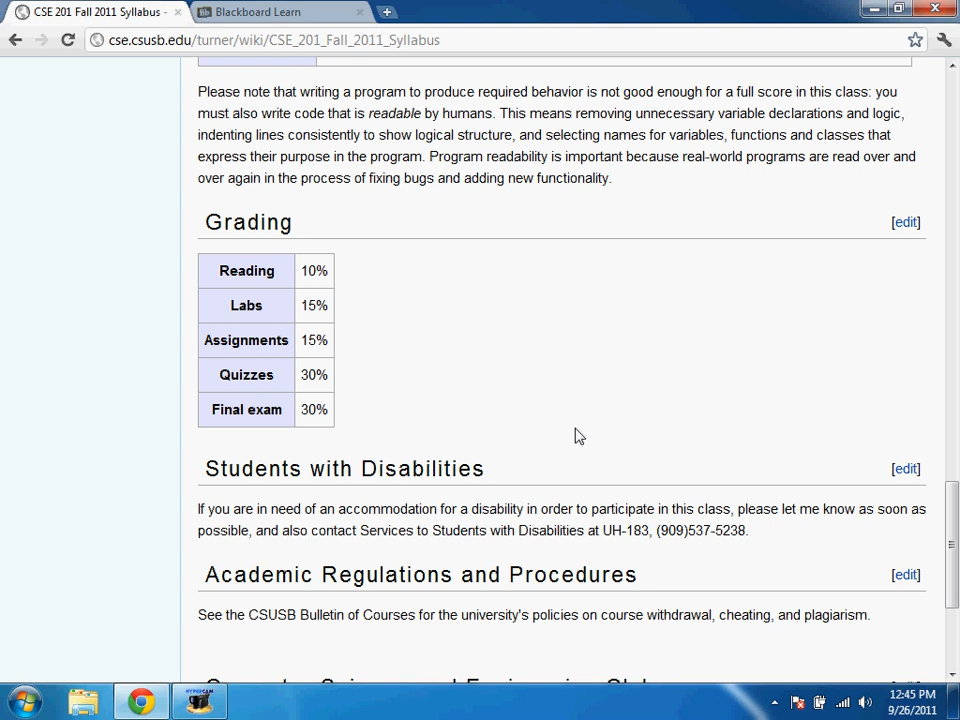 CSE 201 Fall 2011 Syllabus -
Blackboard Learn
cse.csusb.edu/turner/wiki/CSE_201_Fall_2011_Syllabus
Please note that writing a program to produce required behavior is not good enough for a full score in this class: you
must also write code that is readable by humans. This means removing unnecessary variable declarations and logic,
indenting lines consistently to show logical structure, and selecting names for variables, functions and classes that
express their purpose in the program. Program readability is important because real-world programs are read over and
over again in the process of fixing bugs and adding new functionality.
Grading [edit]
Reading 10%
Labs 15%
Assignments 15%
Quizzes 30%
Final exam 30%
Students with Disabilities [edit]
If you are in need of an accommodation for a disability in order to participate in this class, please let me know as soon as
possible, and also contact Services to Students with Disabilities at UH-183, (909)537-5238.
Academic Regulations and Procedures [edit]
See the CSUSB Bulletin of Courses for the university's policies on course withdrawal, cheating, and plagiarism.
HYPERCAM
12:45 PM
9/26/2011